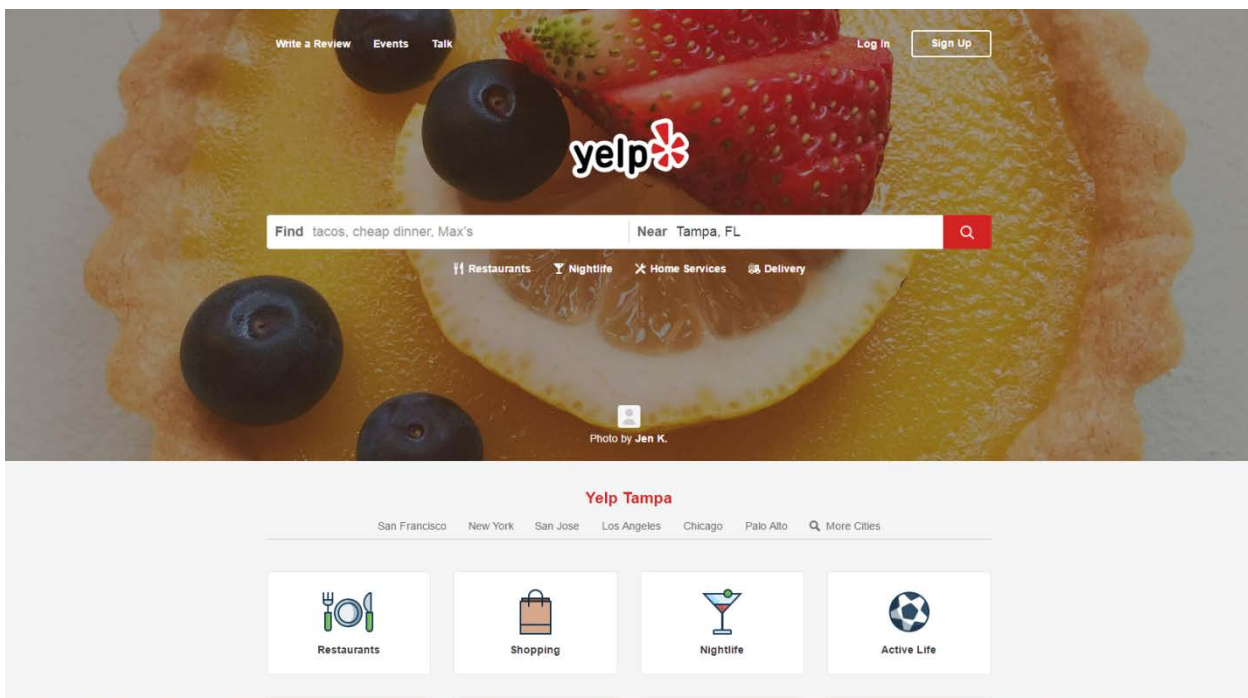 Write a Review Events Talk Log In Sign Up
yelp
Find tacos, cheap dinner, Max's Near Tampa, FL
Restaurants Nightlife Home Services Delivery
Photo by Jen K.
Yelp Tampa
San Francisco New York San Jose Los Angeles Chicago Palo Alto More Cities
Restaurants Shopping Nightlife Active Life